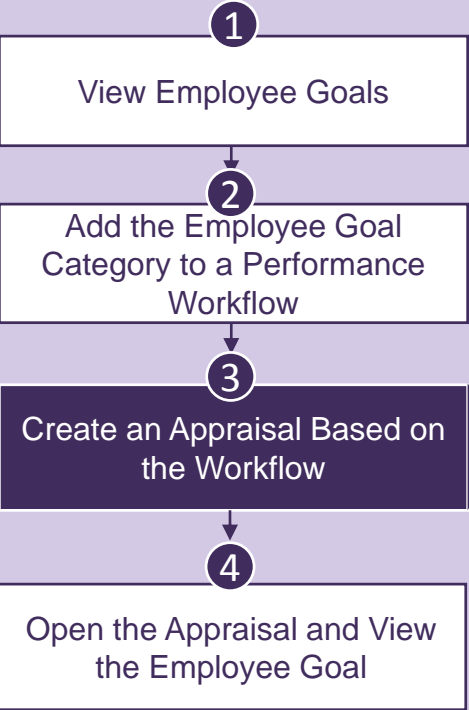 1
View Employee Goals
2
Add the Employee Goal
Category to a Performance
Workflow
3
Create an Appraisal Based on
the Workflow
4
Open the Appraisal and View
the Employee Goal